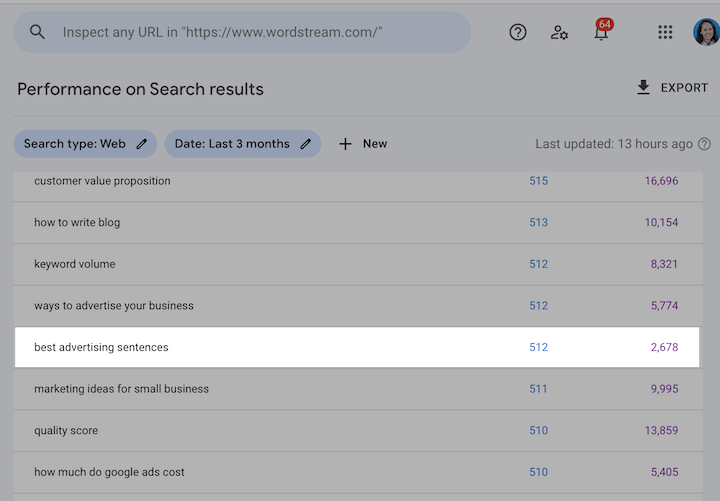 Inspect any URL in "https://www.wordstream.com/"
64
Performance on Search results
EXPORT
Search type: Web
Date: Last 3 months
New
Last updated: 13 hours ago
customer value proposition 515 16,696
how to write blog 513 10,154
keyword volume 512 8,321
ways to advertise your business 512 5,774
best advertising sentences 512 2,678
marketing ideas for small business 511 9,995
quality score 510 13,859
how much do google ads cost 510 5,405